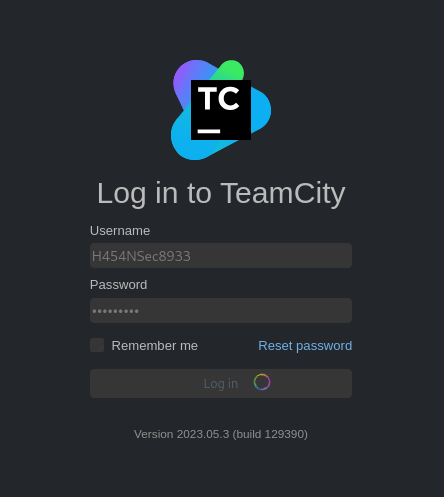 TC
Log in to TeamCity
Username
H454NSec8933
Password
•••••••••
Remember me Reset password
Log in
Version 2023.05.3 (build 129390)